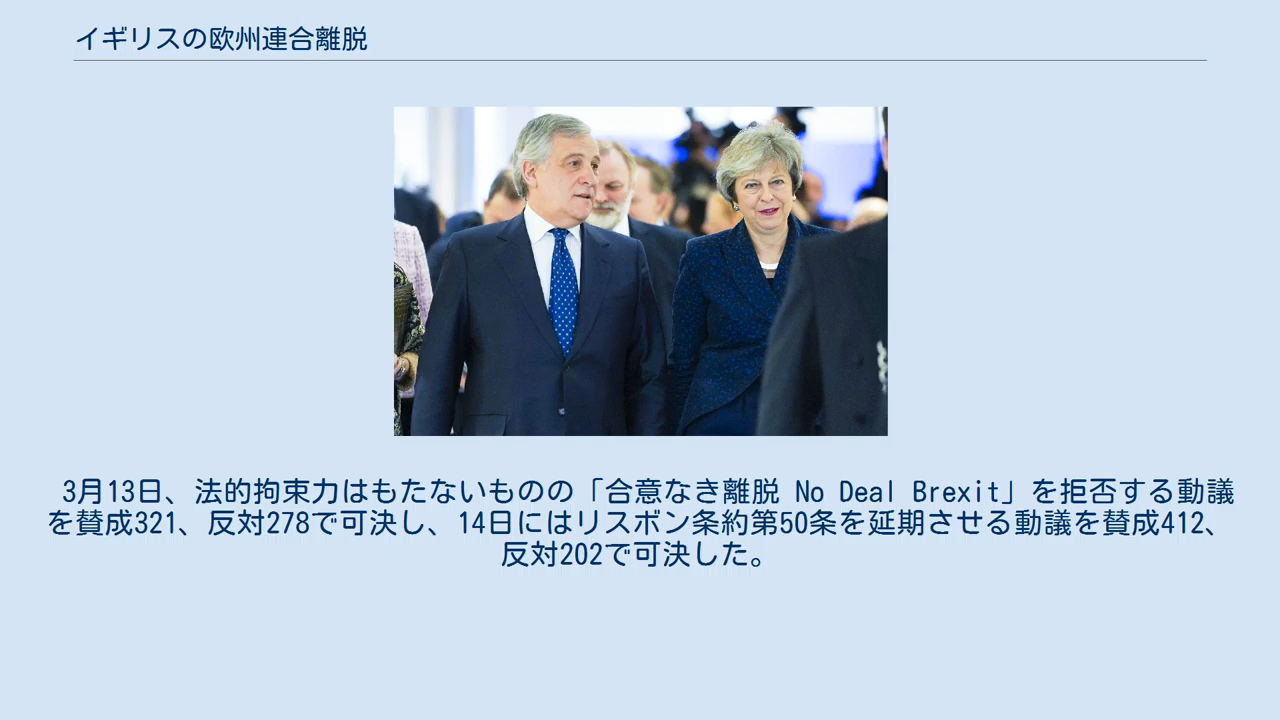 イギリスの欧州連合離脱
3月13日、法的拘束力はもたないものの「合意なき離脱 No Deal Brexit」を拒否する動議
を賛成321、反対278で可決し、14日にはリスボン条約第50条を延期させる動議を賛成412、
反対202で可決した。